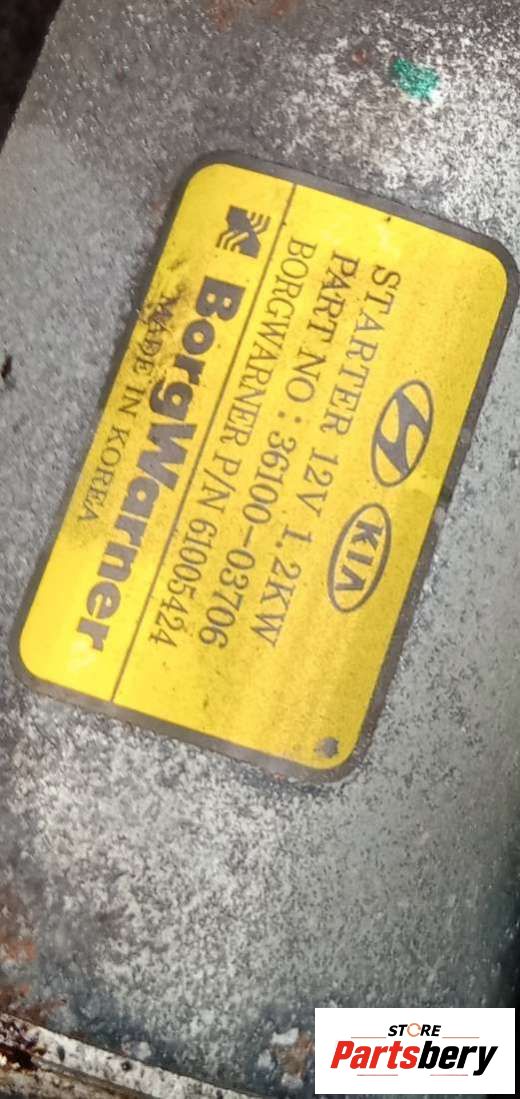 KIA
STARTER 12V 1.2KW
PART NO : 36100-03706
BORGWARNER P/N 61005424
BorgWarner
MADE IN KOREA
STORE
Partsbery